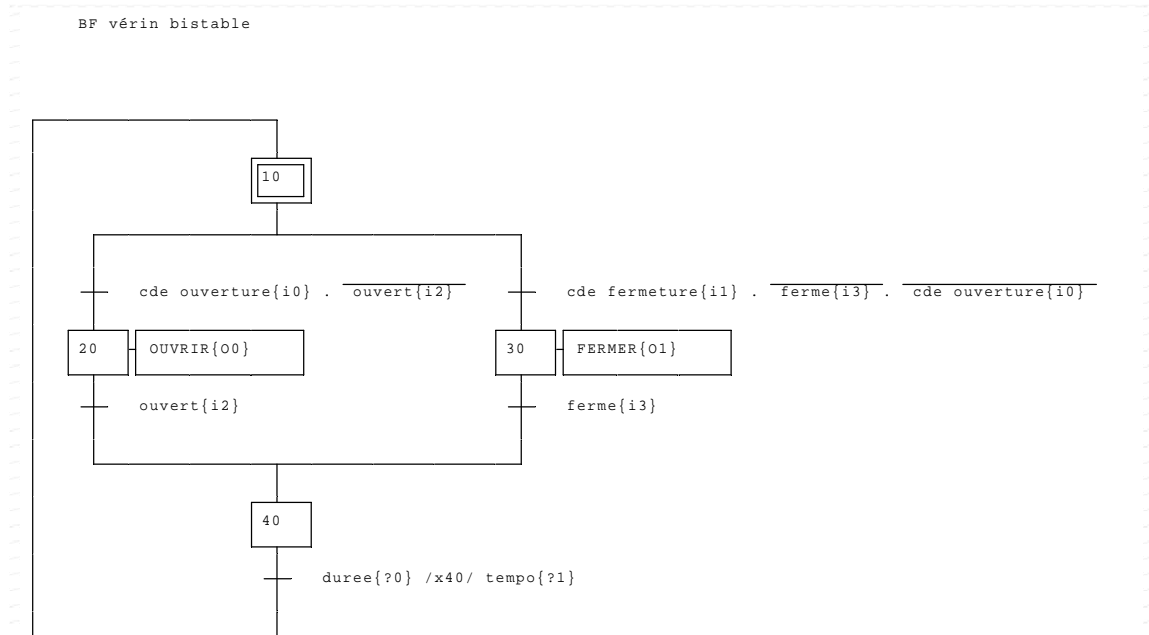 BF vérin bistable
10
cde ouverture{i0} . ouvert{i2} cde fermeture{i1} . ferme{i3} . cde ouverture{i0}
20 OUVRIR{O0} 30 FERMER{O1}
ouvert{i2} ferme{i3}
40
duree{?0} /x40/ tempo{?1}